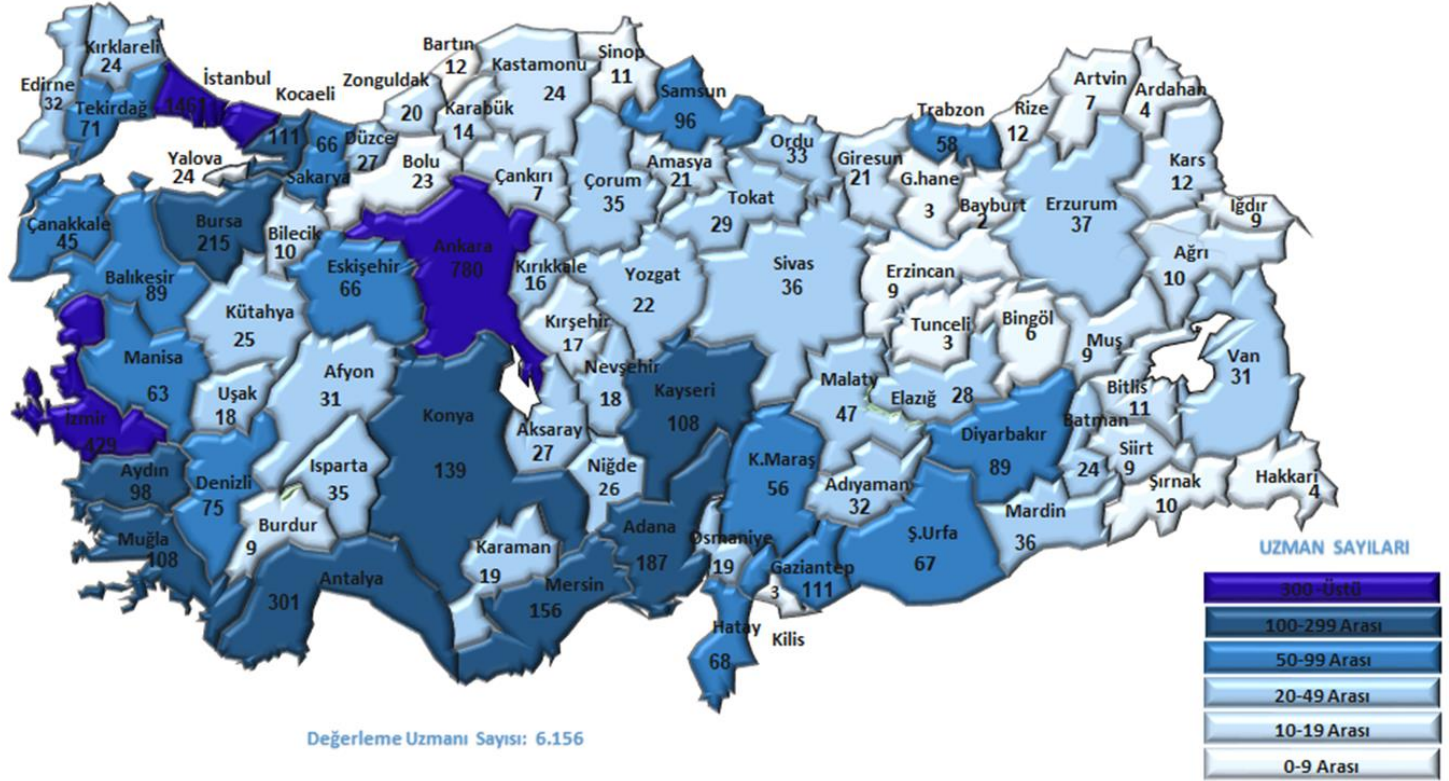 Kırklareli
24
Edirne
32
Tekirdağ
71
İstanbul
1461
Kocaeli
111
66
Sakarya
Yalova
24
Düzce
27
Zonguldak
20
Bartın
12
Karabük
14
Kastamonu
24
Sinop
11
Samsun
96
Bolu
23
Çankırı
7
Çorum
35
Amasya
21
Ordu
33
Tokat
29
Giresun
21
Trabzon
58
G.hane
3
Bayburt
2
Rize
12
Artvin
7
Ardahan
4
Kars
12
Iğdır
9
Ağrı
10
Erzurum
37
Erzincan
9
Çanakkale
45
Balıkeşir
89
Bursa
215
Bilecik
10
Eskişehir
66
Ankara
780
Kırıkkale
16
Yozgat
22
Sivas
36
Kütahya
25
Kırşehir
17
Nevşehir
18
Kayseri
108
Malaty
47
Elazığ
28
Tunceli
3
Bingöl
6
Muş
9
Bitlis
11
Van
31
Manisa
63
Uşak
18
Afyon
31
İzmir
429
Aydın
98
Denizli
75
Isparta
35
Burdur
9
Muğla
108
Antalya
301
Konya
139
Aksaray
27
Niğde
26
Karaman
19
Mersin
156
Adana
187
Osmaniye
19
K.Maraş
56
Adıyaman
32
Gaziantep
111
3
Kilis
Hatay
68
Ş.Urfa
67
Diyarbakır
89
Batman
24
Siirt
9
Mardin
36
Şırnak
10
Hakkari
4
UZMAN SAYILARI
300-Üstü
100-299 Arası
50-99 Arası
20-49 Arası
10-19 Arası
0-9 Arası
Değerleme Uzmanı Sayısı: 6.156